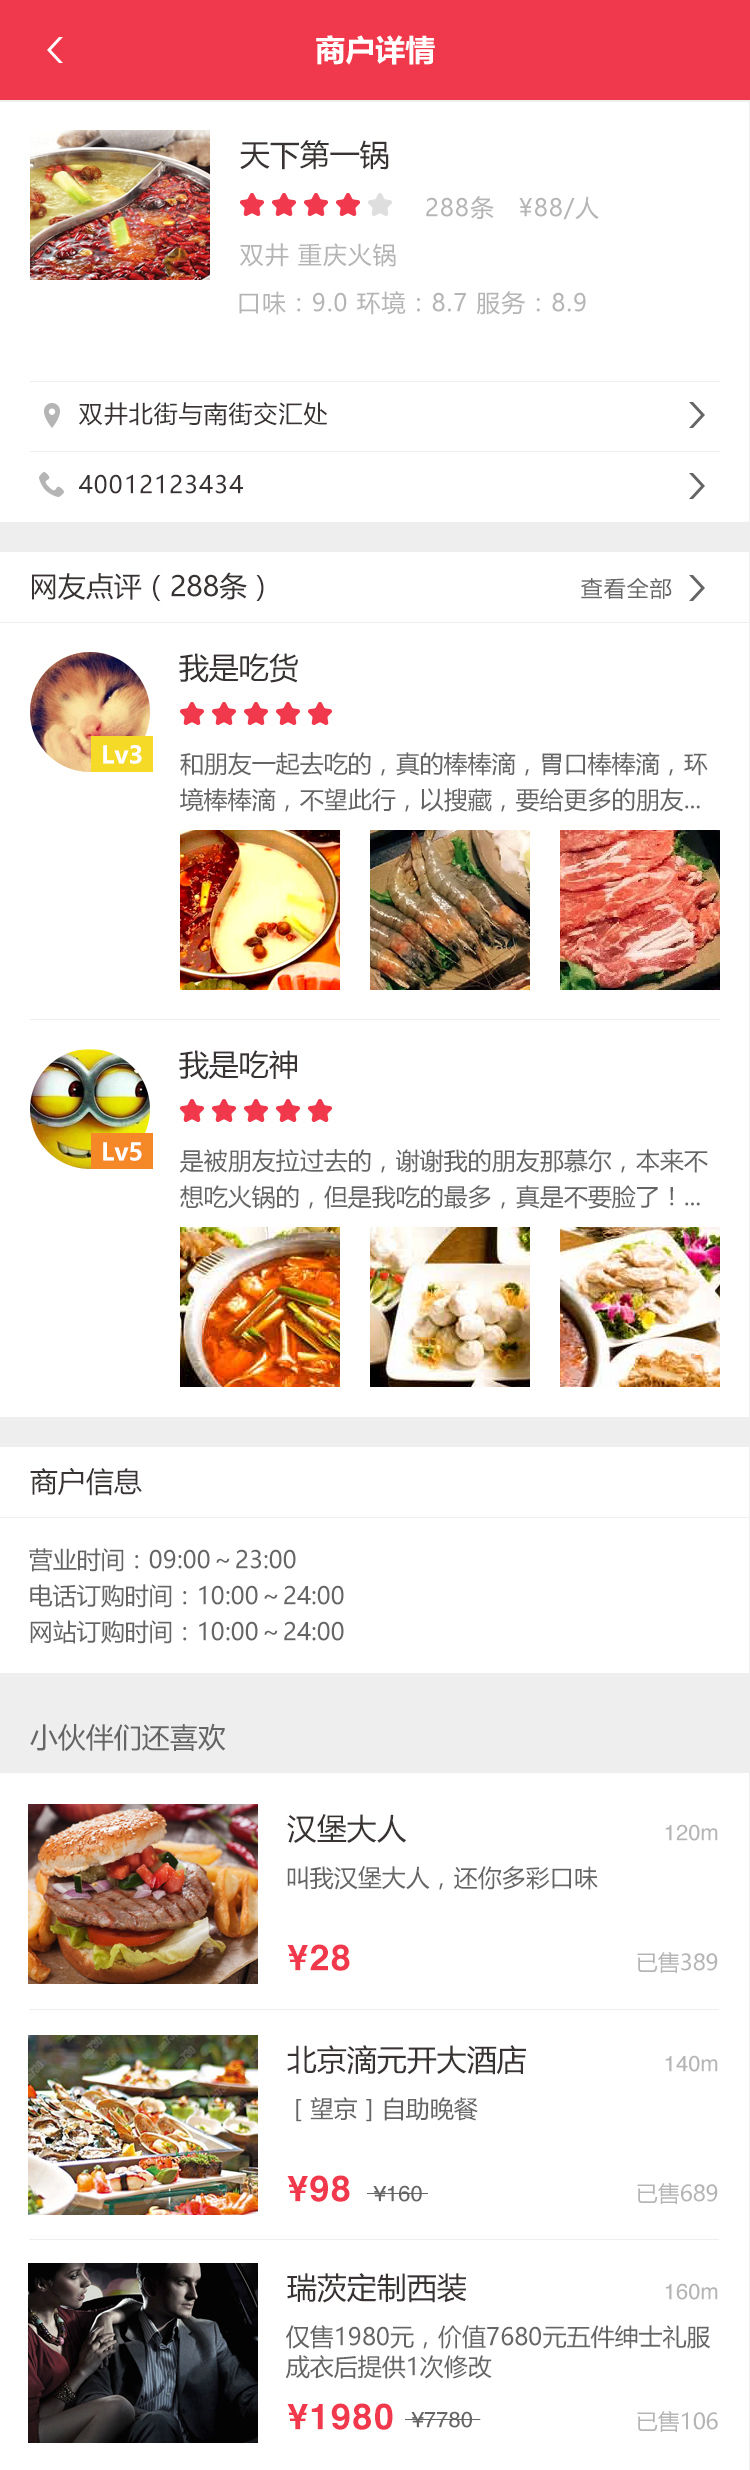 商户详情
天下第一锅
288条 ¥88/人
双井 重庆火锅
口味：9.0 环境：8.7 服务：8.9
双井北街与南街交汇处
40012123434
网友点评（288条） 查看全部
我是吃货
Lv3
和朋友一起去吃的，真的棒棒滴，胃口棒棒滴，环
境棒棒滴，不望此行，以搜藏，要给更多的朋友...
我是吃神
Lv5
是被朋友拉过去的，谢谢我的朋友那慕尔，本来不
想吃火锅的，但是我吃的最多，真是不要脸了！...
商户信息
营业时间：09:00～23:00
电话订购时间：10:00～24:00
网站订购时间：10:00～24:00
小伙伴们还喜欢
汉堡大人 120m
叫我汉堡大人，还你多彩口味
¥28 已售389
北京滴元开大酒店 140m
［望京］自助晚餐
¥98 ¥160 已售689
瑞茨定制西装 160m
仅售1980元，价值7680元五件绅士礼服
成衣后提供1次修改
¥1980 ¥7780 已售106